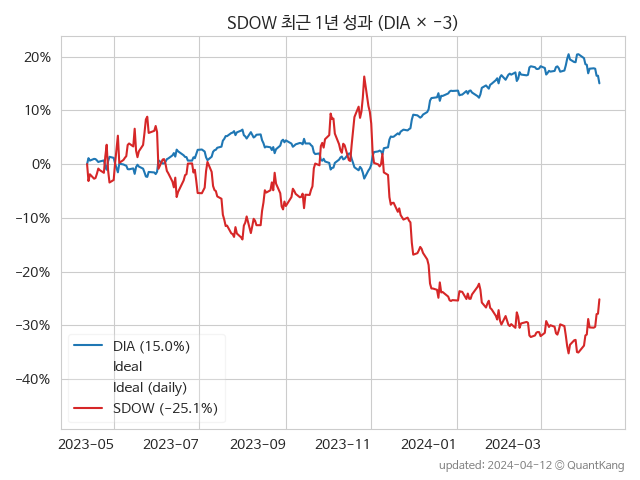 SDOW 최근 1년 성과 (DIA × −3)
20%
10%
0%
−10%
−20%
−30%
−40%
DIA (15.0%)
Ideal
Ideal (daily)
SDOW (−25.1%)
2023-05 2023-07 2023-09 2023-11 2024-01 2024-03
updated: 2024-04-12 © QuantKang